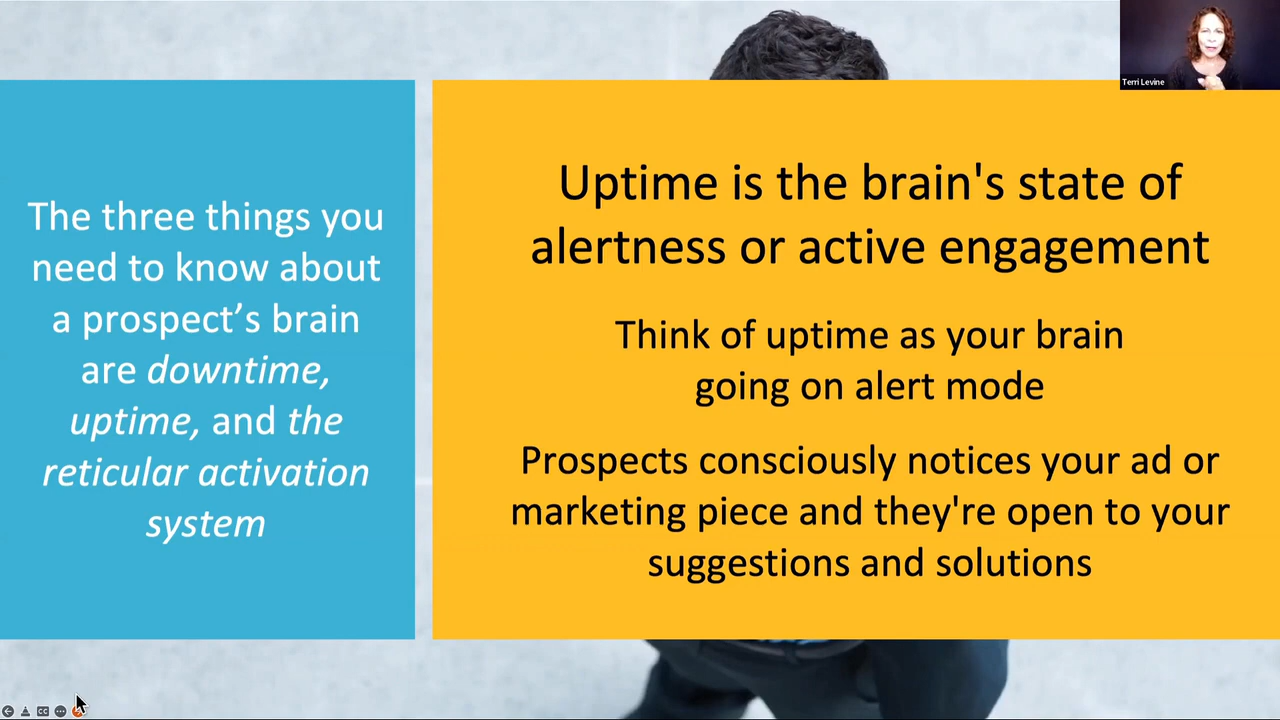 Terri Levine
The three things you
need to know about
a prospect’s brain
are downtime,
uptime, and the
reticular activation
system
Uptime is the brain's state of
alertness or active engagement
Think of uptime as your brain
going on alert mode
Prospects consciously notices your ad or
marketing piece and they're open to your
suggestions and solutions
CC